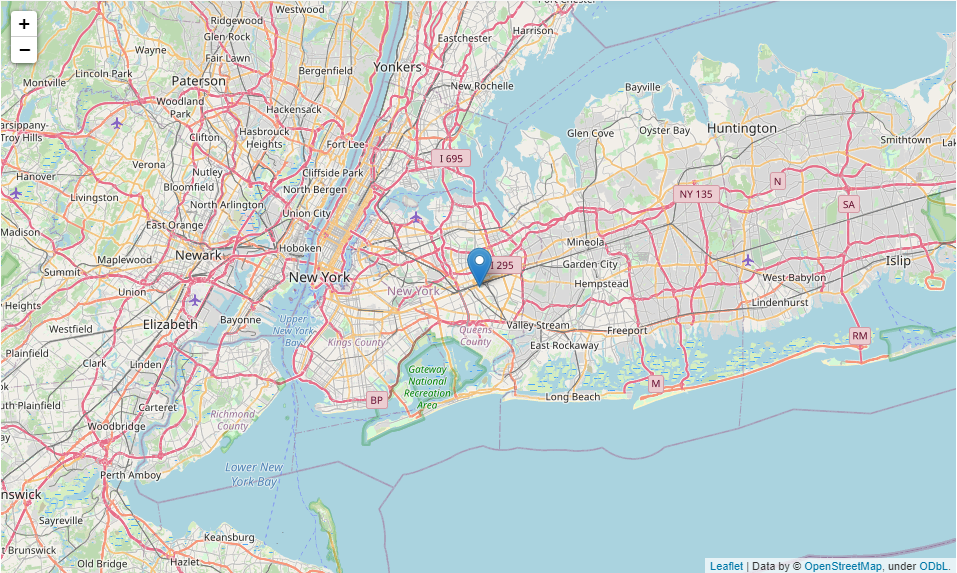 +
−
Ridgewood
Glen Rock
Westwood
Port Chester
Harrison
Eastchester
Wayne
Fair Lawn
Yonkers
Montville
Lincoln Park
Paterson
Bergenfield
New Rochelle
Bayville
Woodland
Park
Hackensack
arsippany-
Troy Hills
Clifton
Hasbrouck
Heights
Fort Lee
Glen Cove
Oyster Bay
Huntington
Smithtown
Verona
I 695
Hanover
Nutley
Cliffside Park
Bloomfield
North Bergen
N
Livingston
North Arlington
NY 135
SA
Union City
Madison
East Orange
Hoboken
Mineola
Maplewood
Newark
I 295
Garden City
Islip
Summit
New York
West Babylon
Hempstead
Union
New York
Lindenhurst
Heights
Bayonne
Upper
New York
Bay
Elizabeth
Valley Stream
Freeport
Westfield
Kings County
Queens
County
East Rockaway
RM
Plainfield
Clark
Linden
Gateway
National
Recreation
Area
M
BP
Long Beach
uth Plainfield
Carteret
Richmond
County
Woodbridge
Lower New
York Bay
Perth Amboy
nswick
Sayreville
Keansburg
t Brunswick
Old Bridge
Hazlet
Leaflet | Data by © OpenStreetMap, under ODbL.